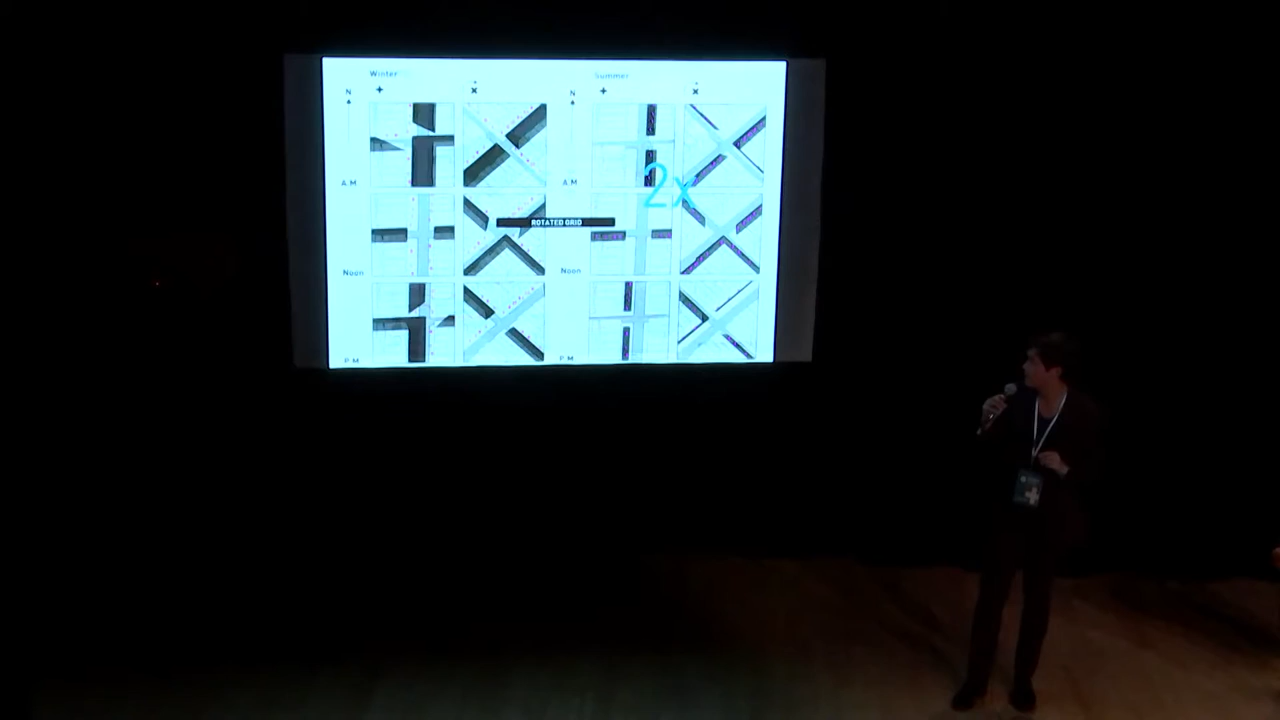 Winter
Summer
N
N
A.M
A.M
2x
ROTATED GRID
Noon
Noon
P.M
P.M